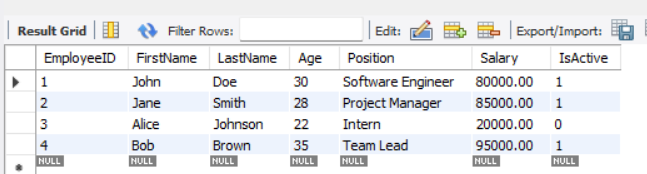 Result Grid Filter Rows: Edit: Export/Import:
EmployeeID FirstName LastName Age Position Salary IsActive
1 John Doe 30 Software Engineer 80000.00 1
2 Jane Smith 28 Project Manager 85000.00 1
3 Alice Johnson 22 Intern 20000.00 0
4 Bob Brown 35 Team Lead 95000.00 1
NULL NULL NULL NULL NULL NULL NULL